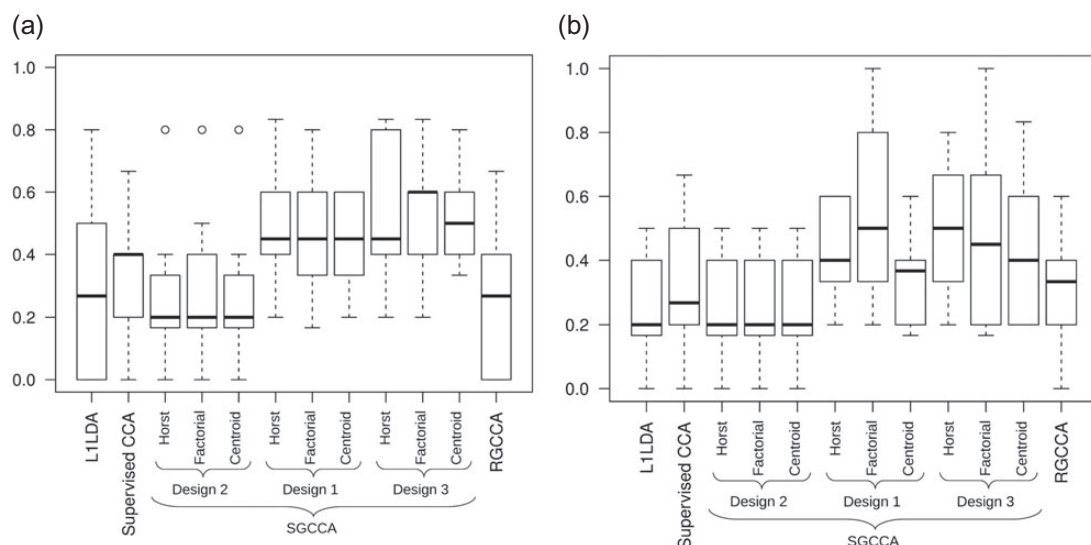 (a)
1.0
0.8
0.6
0.4
0.2
0.0
L1LDA
Supervised CCA
Horst
Factorial
Centroid
Horst
Factorial
Centroid
Horst
Factorial
Centroid
RGCCA
Design 2
Design 1
Design 3
SGCCA
(b)
1.0
0.8
0.6
0.4
0.2
0.0
L1LDA
Supervised CCA
Horst
Factorial
Centroid
Horst
Factorial
Centroid
Horst
Factorial
Centroid
RGCCA
Design 2
Design 1
Design 3
SGCCA